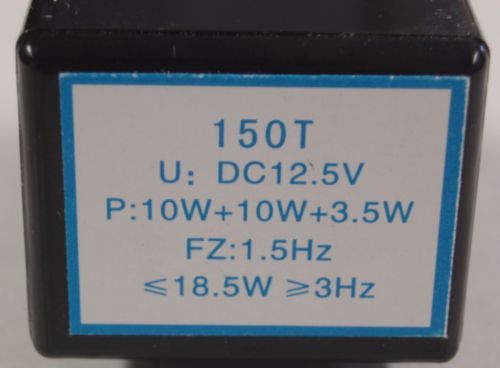 150T
U: DC12.5V
P:10W+10W+3.5W
FZ:1.5Hz
≤18.5W ≥3Hz